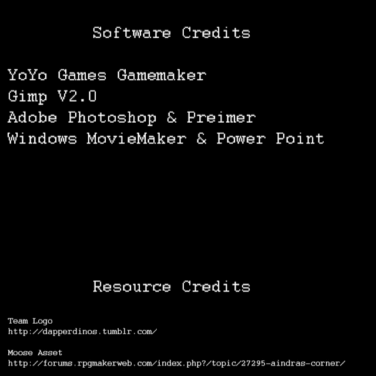 Software Credits
YoYo Games Gamemaker
Gimp V2.0
Adobe Photoshop & Preimer
Windows MovieMaker & Power Point
Resource Credits
Team Logo
http://dapperdinos.tumblr.com/
Moose Asset
http://forums.rpgmakerweb.com/index.php?/topic/27295-aindras-corner/